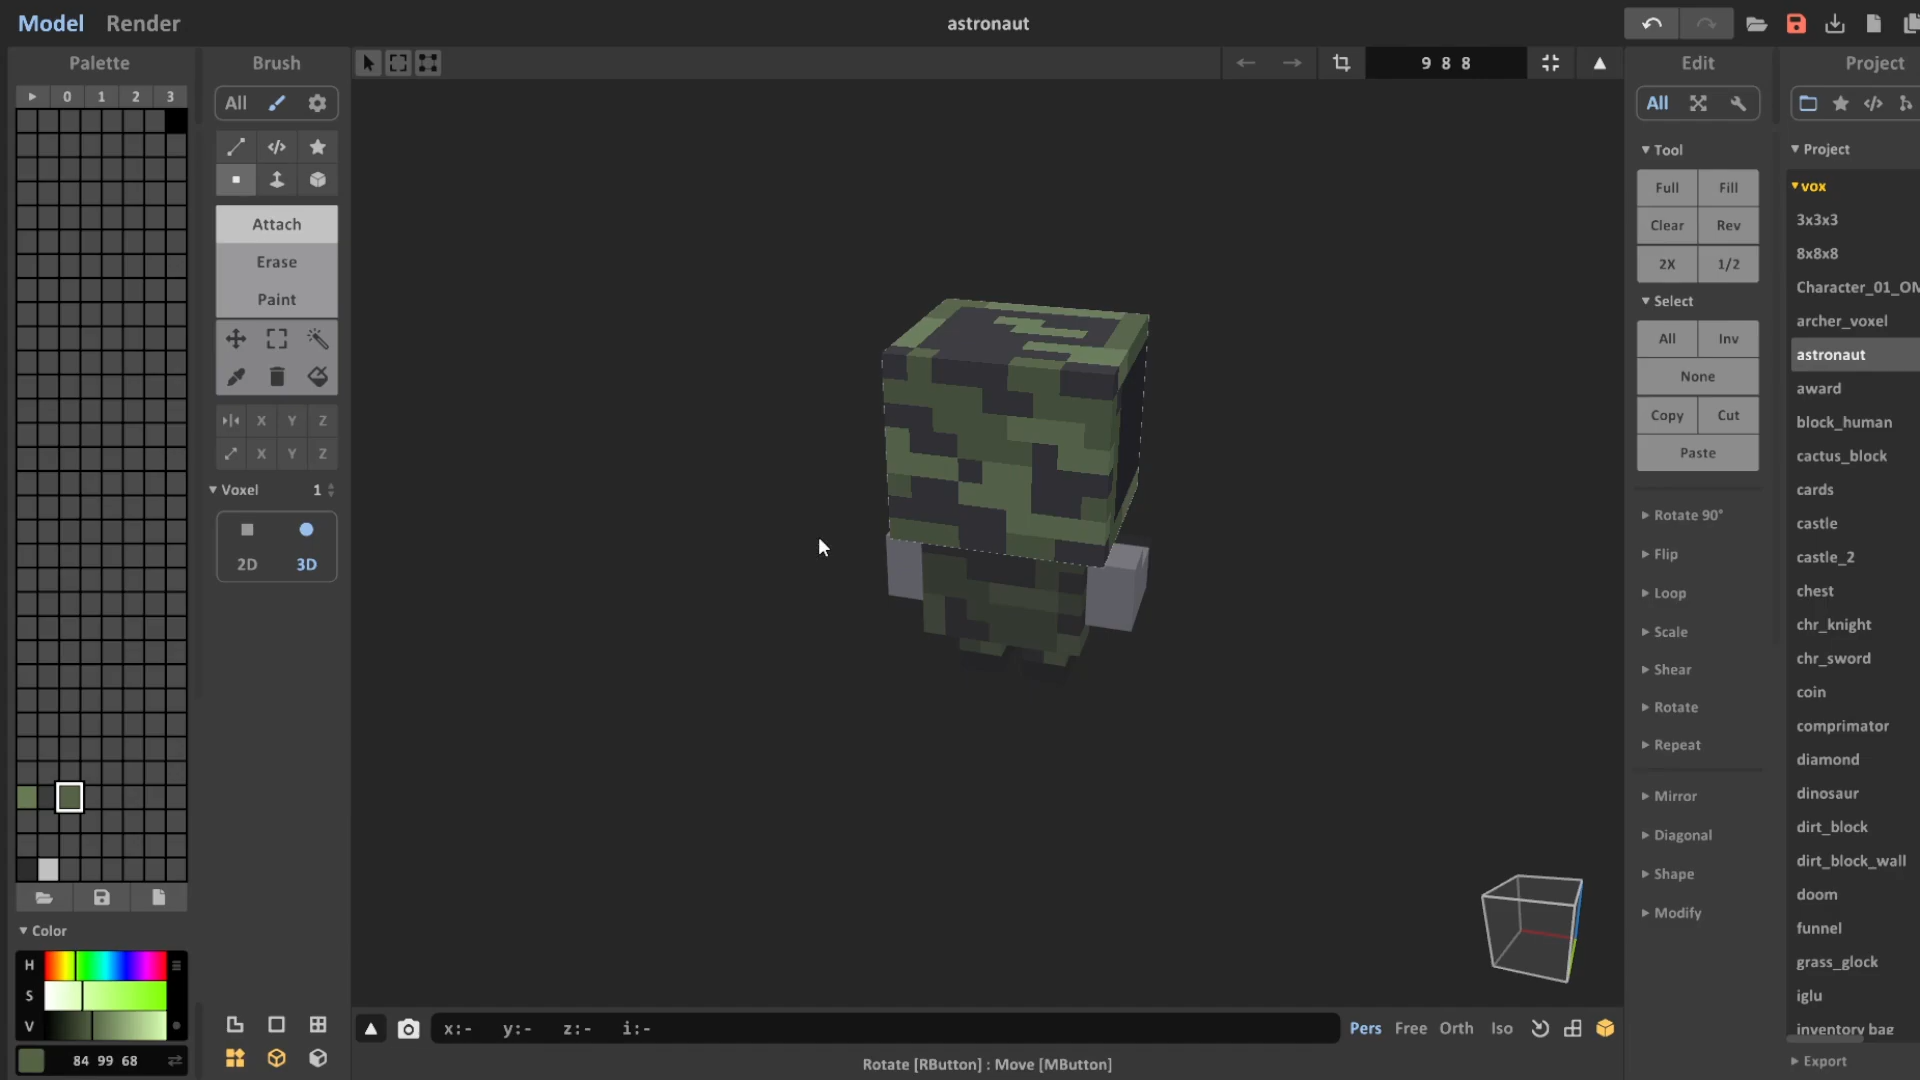 Model Render
astronaut
Palette
Brush
Edit
Project
0 1 2 3
9 8 8
All
All
Tool
Project
Full Fill
vox
Attach
Clear Rev
3x3x3
Erase
2X 1/2
8x8x8
Paint
Select
Character_01_OM
All Inv
archer_voxel
None
astronaut
Copy Cut
award
X Y Z
Paste
block_human
X Y Z
cactus_block
Voxel 1
Rotate 90°
cards
2D 3D
Flip
castle
Loop
castle_2
Scale
chest
Shear
chr_knight
Rotate
chr_sword
Repeat
coin
Mirror
comprimator
Diagonal
diamond
Shape
dinosaur
Modify
dirt_block
dirt_block_wall
doom
funnel
grass_glock
iglu
inventory bag
Export
Color
H
S
V
84 99 68
x:- y:- z:- i:-
Pers Free Orth Iso
Rotate [RButton] : Move [MButton]